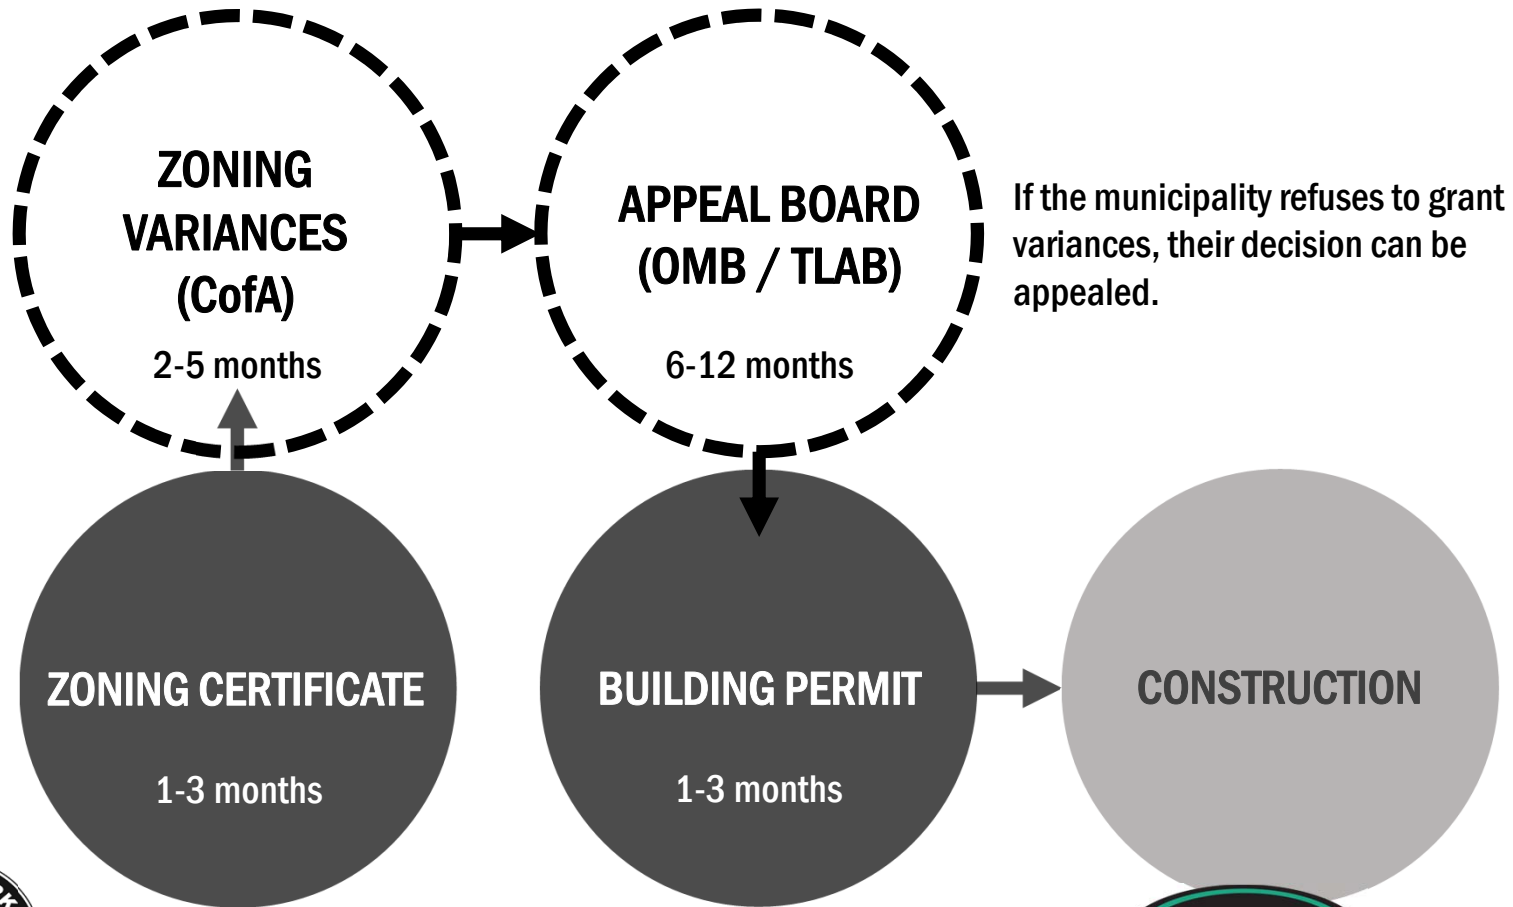 ZONING
VARIANCES
(CofA)
2-5 months
APPEAL BOARD
(OMB / TLAB)
6-12 months
If the municipality refuses to grant
variances, their decision can be
appealed.
ZONING CERTIFICATE
1-3 months
BUILDING PERMIT
1-3 months
CONSTRUCTION